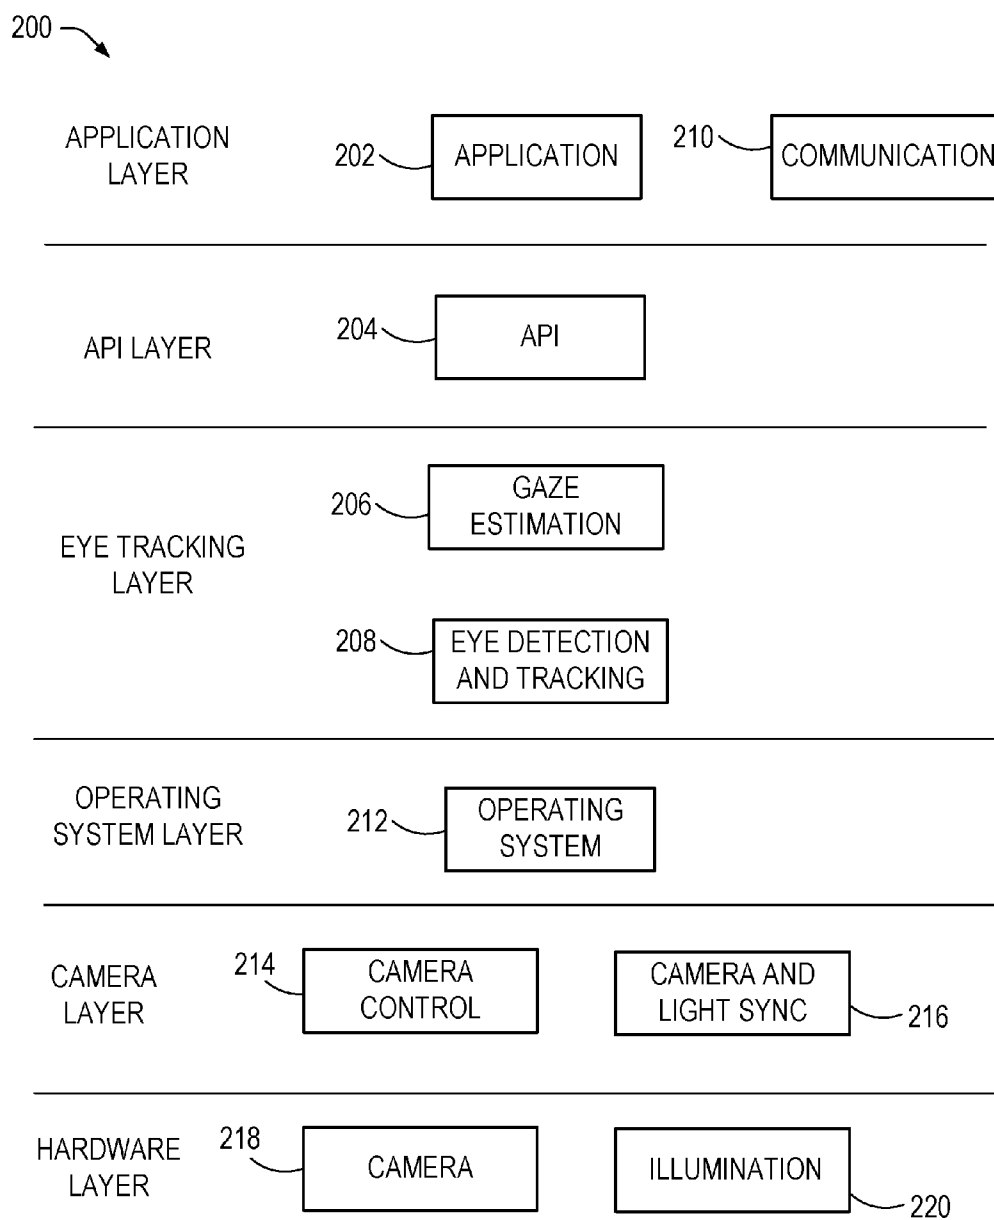 200
APPLICATION
LAYER
202
APPLICATION
210
COMMUNICATION
API LAYER
204
API
EYE TRACKING
LAYER
206
GAZE
ESTIMATION
208
EYE DETECTION
AND TRACKING
OPERATING
SYSTEM LAYER
212
OPERATING
SYSTEM
CAMERA
LAYER
214
CAMERA
CONTROL
CAMERA AND
LIGHT SYNC
216
HARDWARE
LAYER
218
CAMERA
ILLUMINATION
220